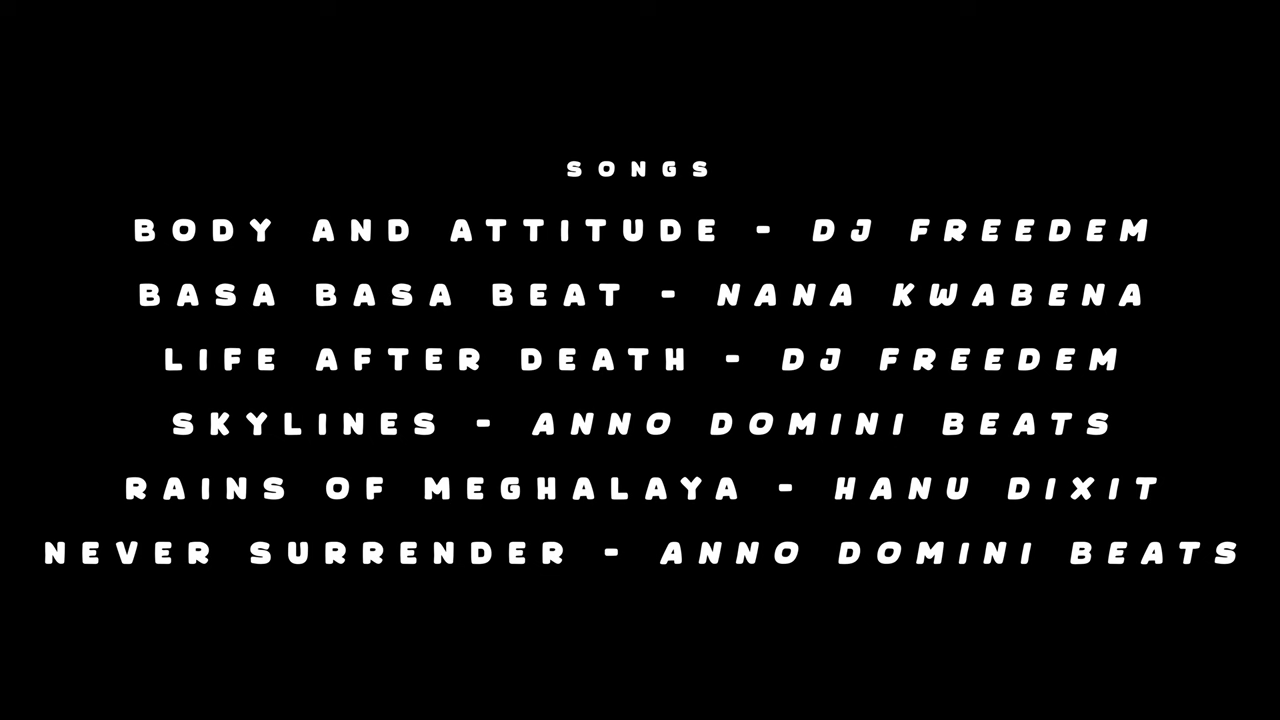 SONGS
BODY AND ATTITUDE - DJ FREEDEM
BASA BASA BEAT - NANA KWABENA
LIFE AFTER DEATH - DJ FREEDEM
SKYLINES - ANNO DOMINI BEATS
RAINS OF MEGHALAYA - HANU DIXIT
NEVER SURRENDER - ANNO DOMINI BEATS